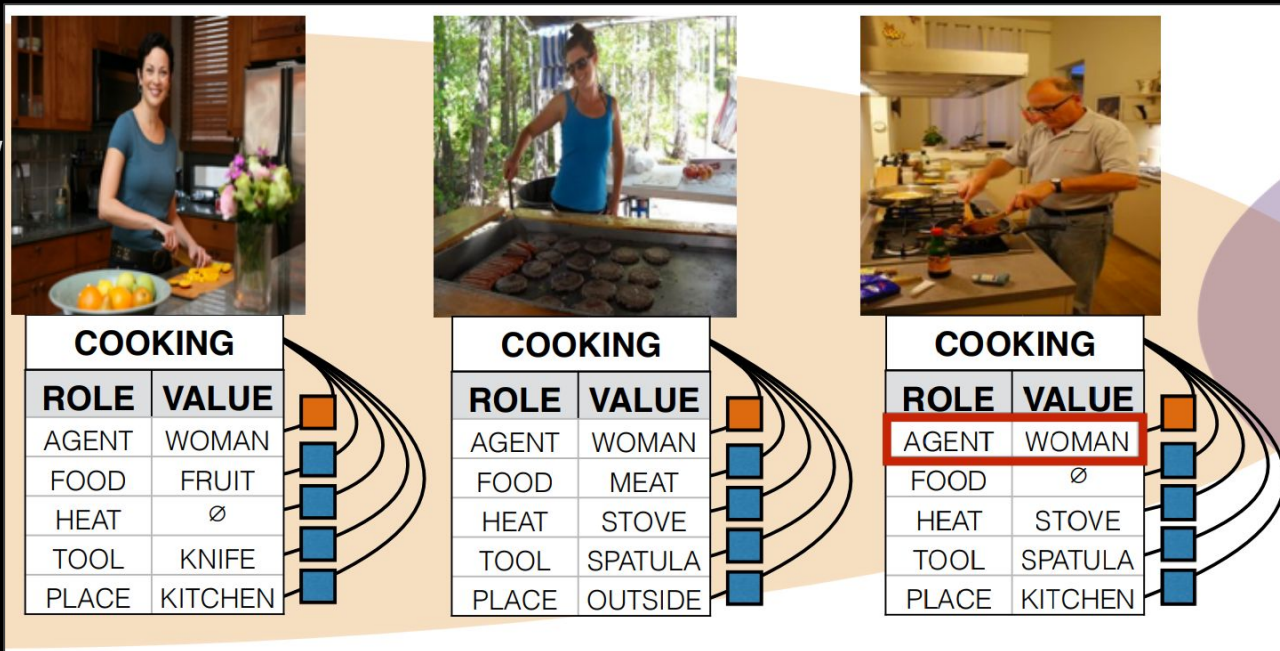 COOKING
ROLE VALUE
AGENT WOMAN
FOOD FRUIT
HEAT ∅
TOOL KNIFE
PLACE KITCHEN
COOKING
ROLE VALUE
AGENT WOMAN
FOOD MEAT
HEAT STOVE
TOOL SPATULA
PLACE OUTSIDE
COOKING
ROLE VALUE
AGENT WOMAN
FOOD ∅
HEAT STOVE
TOOL SPATULA
PLACE KITCHEN